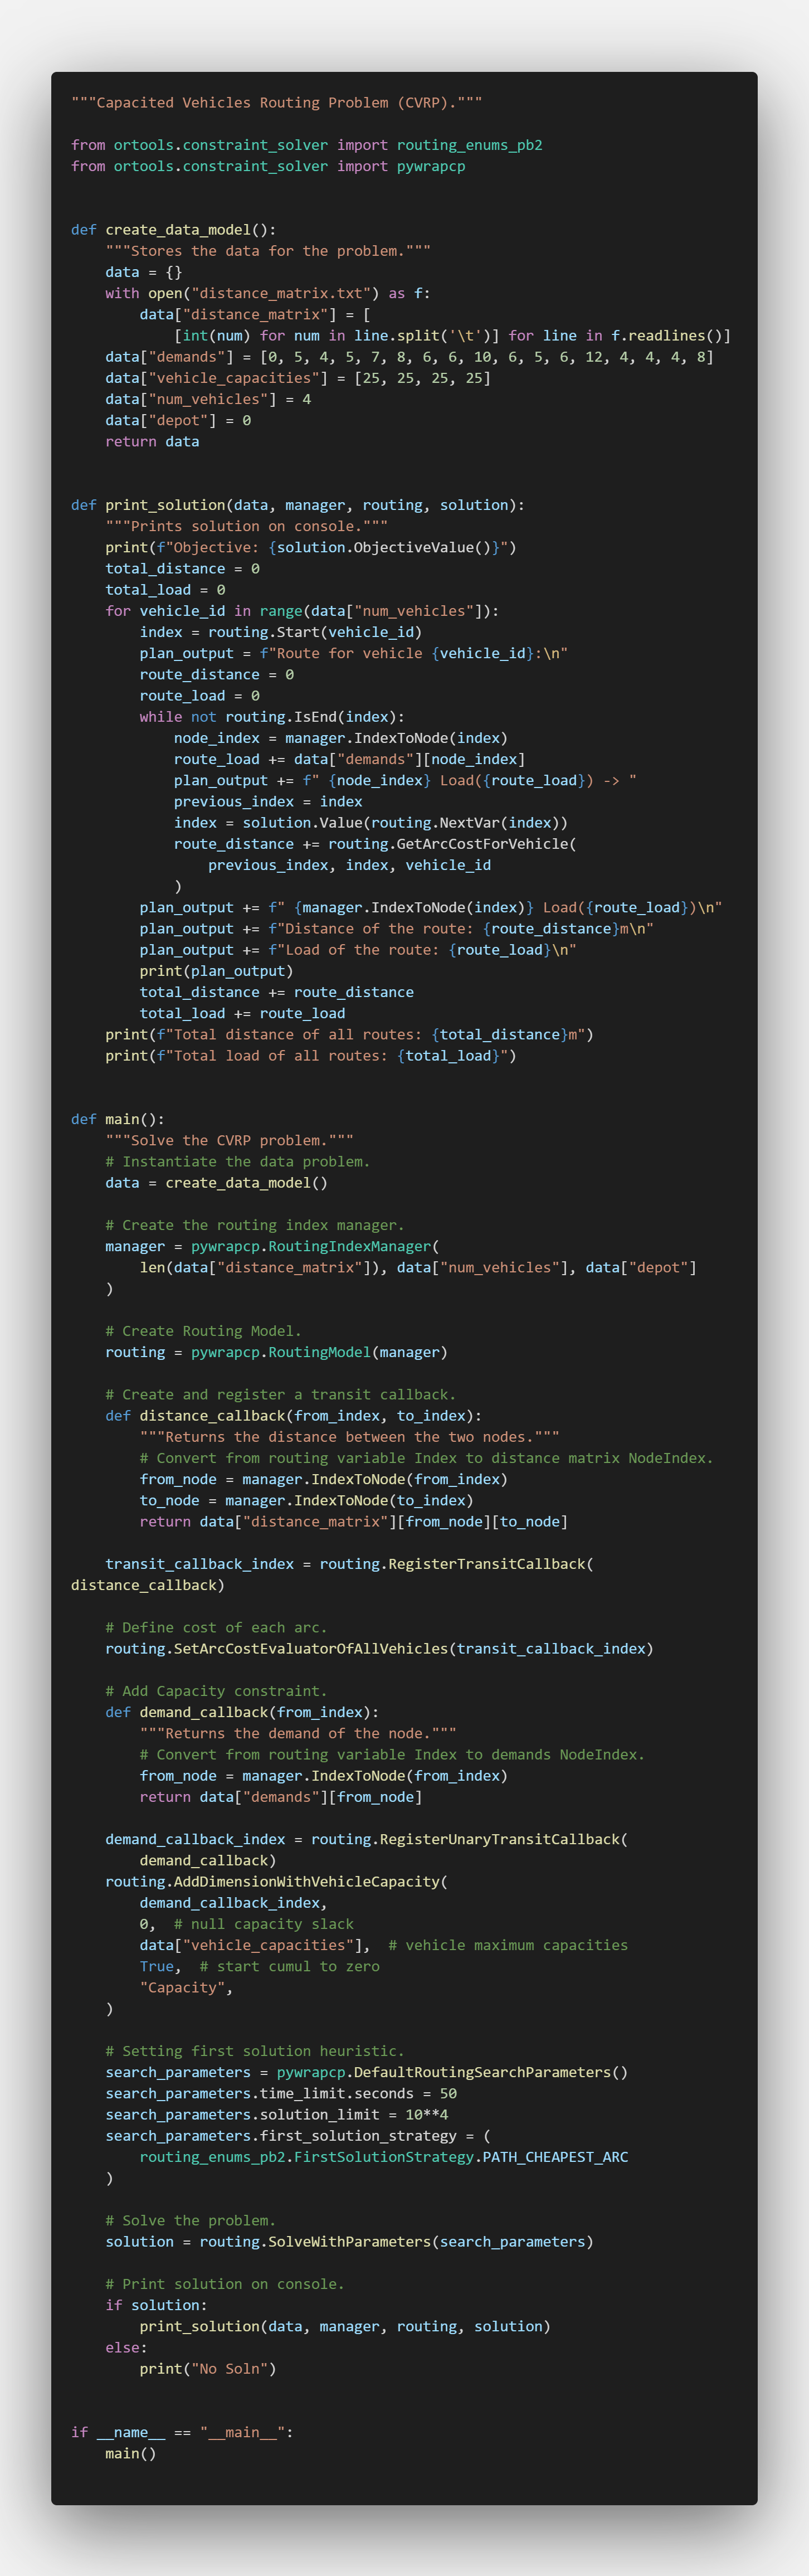 """Capacited Vehicles Routing Problem (CVRP)."""

from ortools.constraint_solver import routing_enums_pb2
from ortools.constraint_solver import pywrapcp


def create_data_model():
    """Stores the data for the problem."""
    data = {}
    with open("distance_matrix.txt") as f:
        data["distance_matrix"] = [
            [int(num) for num in line.split('\t')] for line in f.readlines()]
    data["demands"] = [0, 5, 4, 5, 7, 8, 6, 6, 10, 6, 5, 6, 12, 4, 4, 4, 8]
    data["vehicle_capacities"] = [25, 25, 25, 25]
    data["num_vehicles"] = 4
    data["depot"] = 0
    return data


def print_solution(data, manager, routing, solution):
    """Prints solution on console."""
    print(f"Objective: {solution.ObjectiveValue()}")
    total_distance = 0
    total_load = 0
    for vehicle_id in range(data["num_vehicles"]):
        index = routing.Start(vehicle_id)
        plan_output = f"Route for vehicle {vehicle_id}:\n"
        route_distance = 0
        route_load = 0
        while not routing.IsEnd(index):
            node_index = manager.IndexToNode(index)
            route_load += data["demands"][node_index]
            plan_output += f" {node_index} Load({route_load}) -> "
            previous_index = index
            index = solution.Value(routing.NextVar(index))
            route_distance += routing.GetArcCostForVehicle(
                previous_index, index, vehicle_id
            )
        plan_output += f" {manager.IndexToNode(index)} Load({route_load})\n"
        plan_output += f"Distance of the route: {route_distance}m\n"
        plan_output += f"Load of the route: {route_load}\n"
        print(plan_output)
        total_distance += route_distance
        total_load += route_load
    print(f"Total distance of all routes: {total_distance}m")
    print(f"Total load of all routes: {total_load}")


def main():
    """Solve the CVRP problem."""
    # Instantiate the data problem.
    data = create_data_model()

    # Create the routing index manager.
    manager = pywrapcp.RoutingIndexManager(
        len(data["distance_matrix"]), data["num_vehicles"], data["depot"]
    )

    # Create Routing Model.
    routing = pywrapcp.RoutingModel(manager)

    # Create and register a transit callback.
    def distance_callback(from_index, to_index):
        """Returns the distance between the two nodes."""
        # Convert from routing variable Index to distance matrix NodeIndex.
        from_node = manager.IndexToNode(from_index)
        to_node = manager.IndexToNode(to_index)
        return data["distance_matrix"][from_node][to_node]

    transit_callback_index = routing.RegisterTransitCallback(
distance_callback)

    # Define cost of each arc.
    routing.SetArcCostEvaluatorOfAllVehicles(transit_callback_index)

    # Add Capacity constraint.
    def demand_callback(from_index):
        """Returns the demand of the node."""
        # Convert from routing variable Index to demands NodeIndex.
        from_node = manager.IndexToNode(from_index)
        return data["demands"][from_node]

    demand_callback_index = routing.RegisterUnaryTransitCallback(
        demand_callback)
    routing.AddDimensionWithVehicleCapacity(
        demand_callback_index,
        0,  # null capacity slack
        data["vehicle_capacities"],  # vehicle maximum capacities
        True,  # start cumul to zero
        "Capacity",
    )

    # Setting first solution heuristic.
    search_parameters = pywrapcp.DefaultRoutingSearchParameters()
    search_parameters.time_limit.seconds = 50
    search_parameters.solution_limit = 10**4
    search_parameters.first_solution_strategy = (
        routing_enums_pb2.FirstSolutionStrategy.PATH_CHEAPEST_ARC
    )

    # Solve the problem.
    solution = routing.SolveWithParameters(search_parameters)

    # Print solution on console.
    if solution:
        print_solution(data, manager, routing, solution)
    else:
        print("No Soln")


if __name__ == "__main__":
    main()